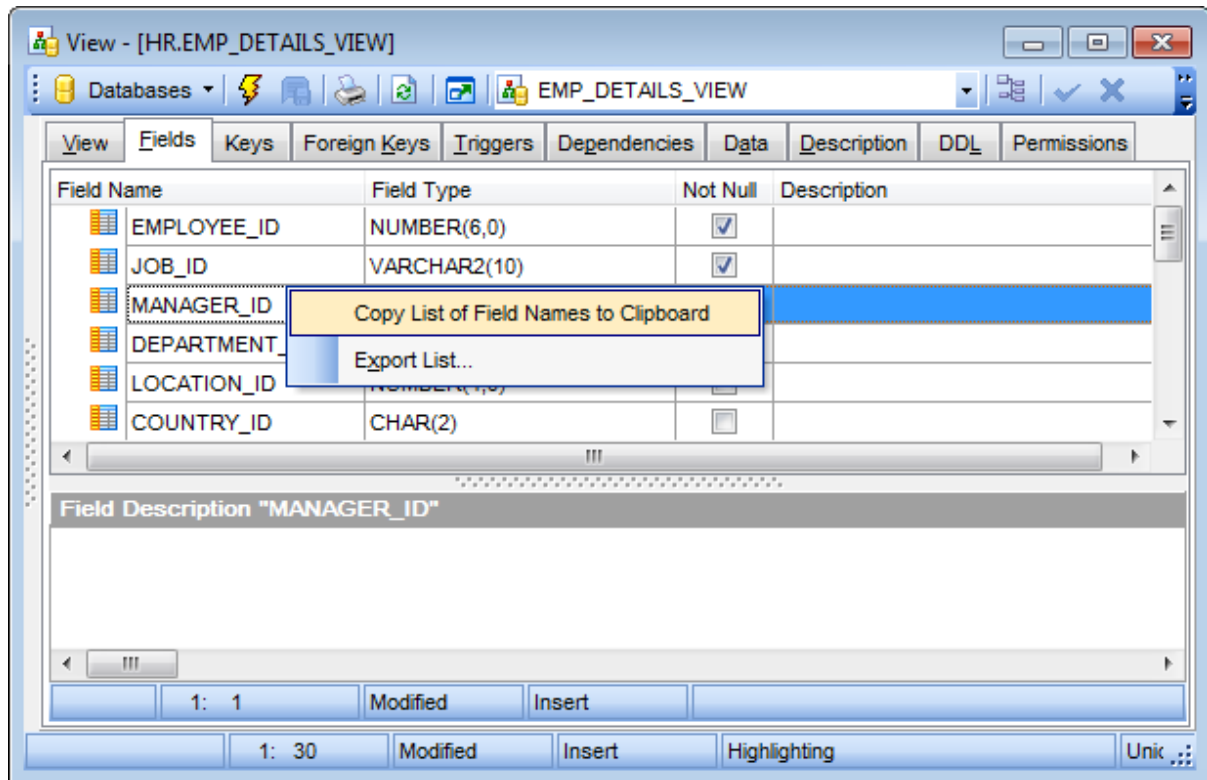 View - [HR.EMP_DETAILS_VIEW]
Databases EMP_DETAILS_VIEW
View Fields Keys Foreign Keys Triggers Dependencies Data Description DDL Permissions
Field Name Field Type Not Null Description
EMPLOYEE_ID NUMBER(6,0)
JOB_ID VARCHAR2(10)
MANAGER_ID
Copy List of Field Names to Clipboard
DEPARTMENT_
Export List...
LOCATION_ID
COUNTRY_ID CHAR(2)
Field Description "MANAGER_ID"
1: 1 Modified Insert
1: 30 Modified Insert Highlighting